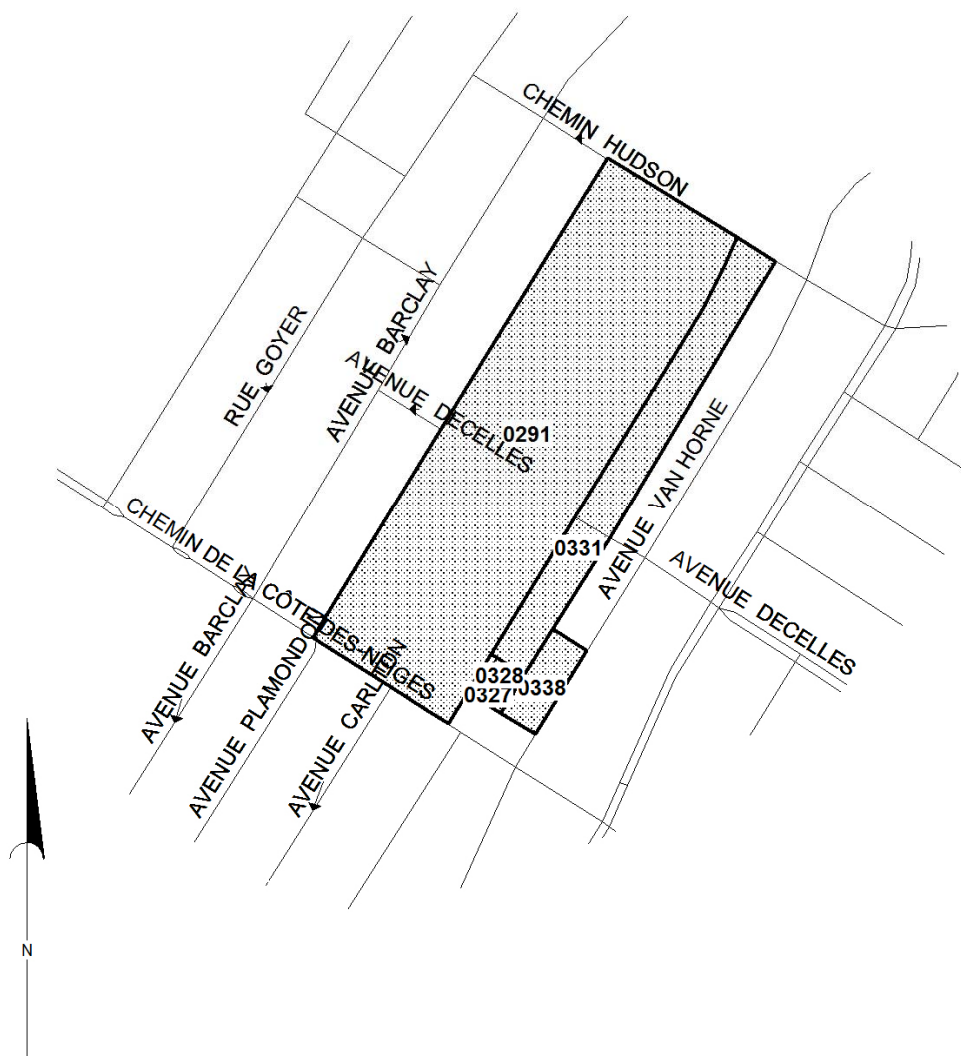 CHEMIN HUDSON
AVENUE BARCLAY
RUE GOYER
AVENUE DECELLES
0291
AVENUE VAN HORNE
0331
AVENUE DECELLES
CHEMIN DE LA CÔTE-DES-NEIGES
AVENUE BARCLAY
AVENUE PLAMONDON
AVENUE CARLTON
0328
0327
0338
N